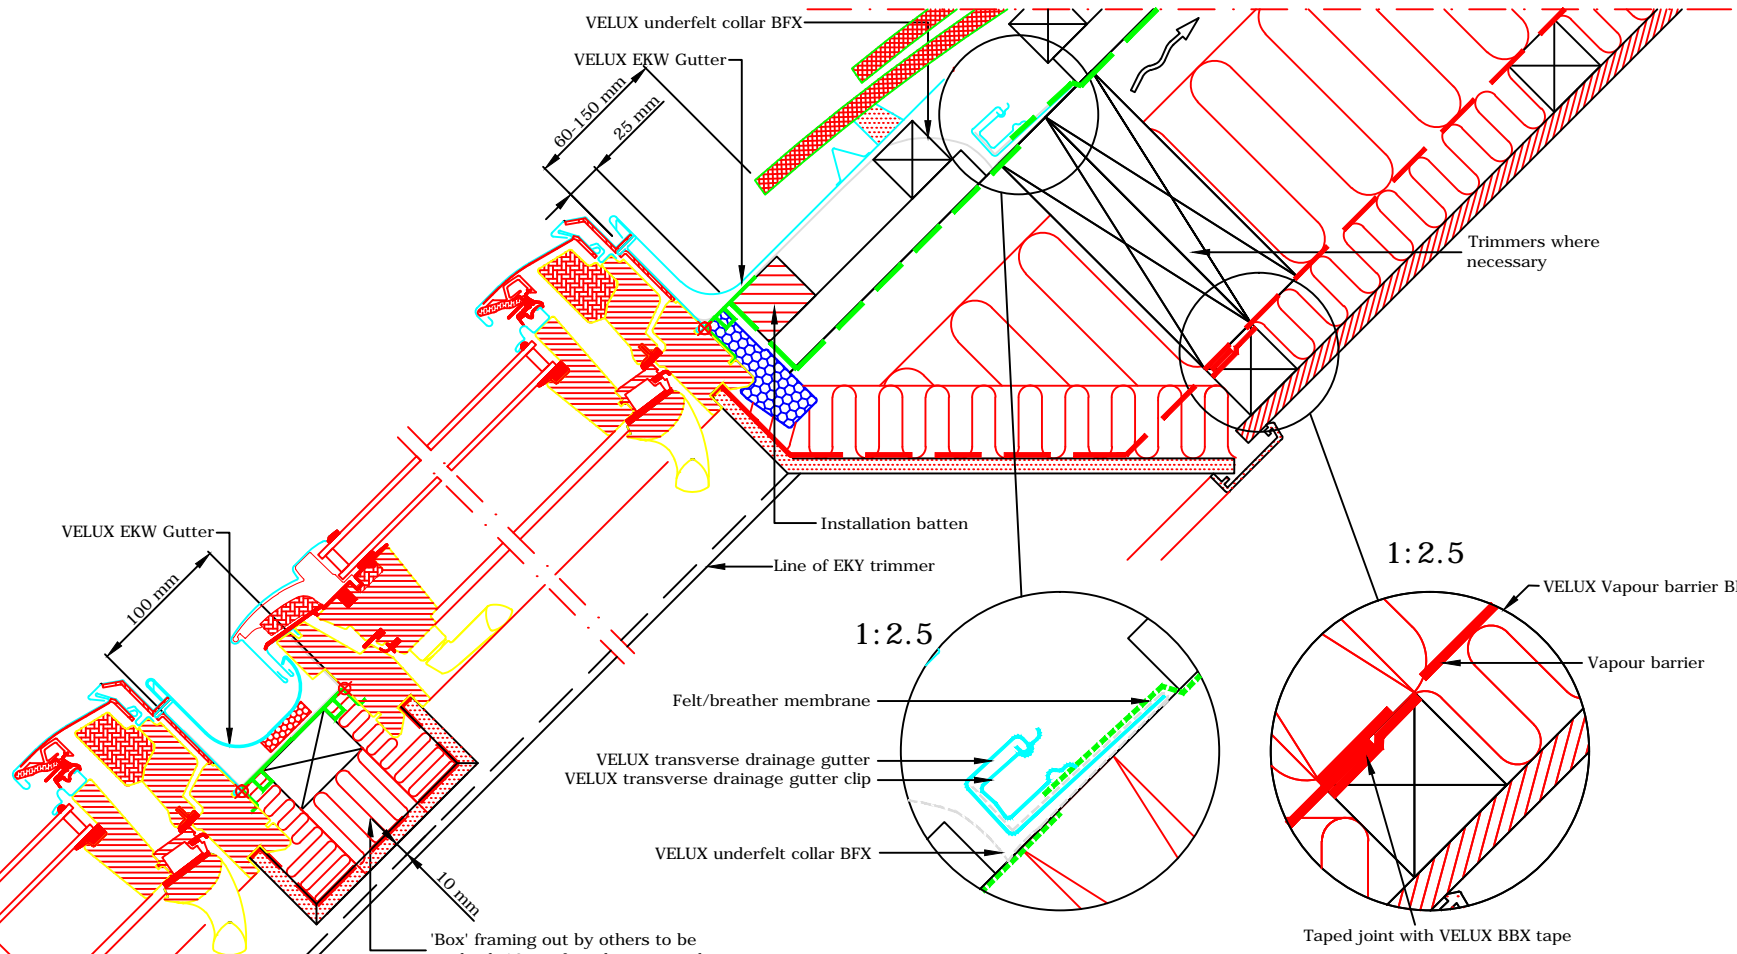 VELUX underfelt collar BFX
VELUX EKW Gutter
60-150 mm
25 mm
Trimmers where
necessary
Installation batten
VELUX EKW Gutter
Line of EKY trimmer
100 mm
1:2.5
VELUX Vapour barrier
1:2.5
Vapour barrier
Felt/breather membrane
VELUX transverse drainage gutter
VELUX transverse drainage gutter clip
VELUX underfelt collar BFX
10 mm
'Box' framing out by others to be
Taped joint with VELUX BBX tape